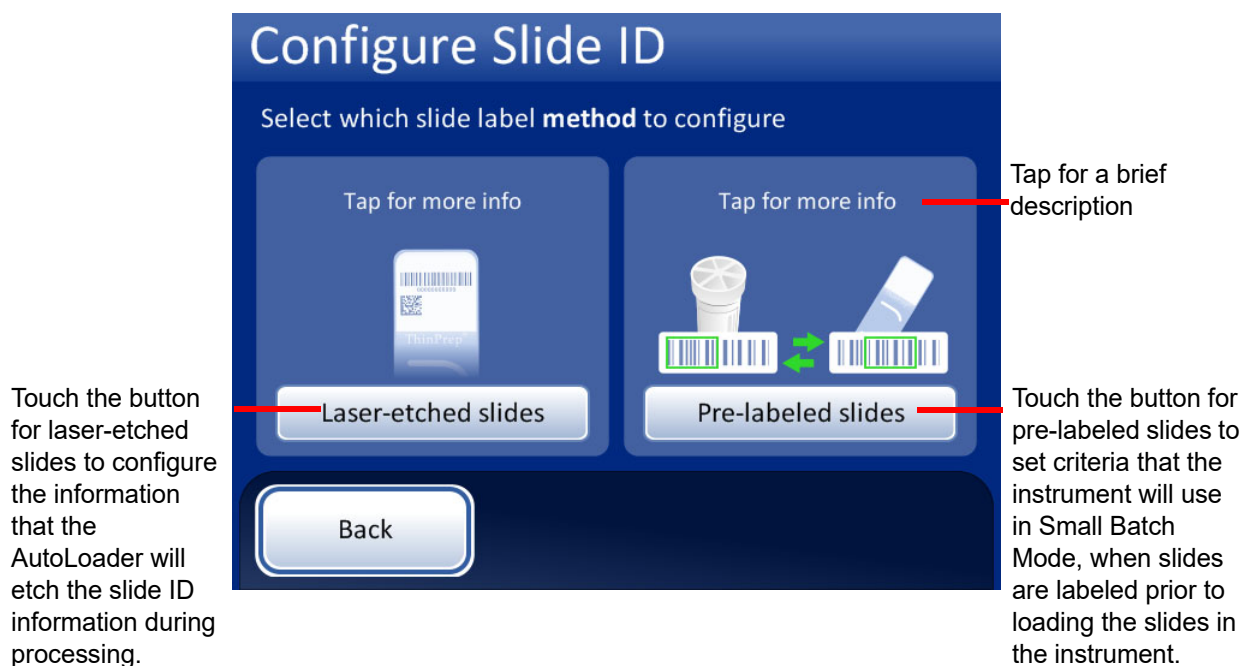 Configure Slide ID
Select which slide label method to configure
Tap for more info
ThinPrep
Laser-etched slides
Tap for more info
Pre-labeled slides
Back
Tap for a brief
description
Touch the button
for laser-etched
slides to configure
the information
that the
AutoLoader will
etch the slide ID
information during
processing.
Touch the button for
pre-labeled slides to
set criteria that the
instrument will use
in Small Batch
Mode, when slides
are labeled prior to
loading the slides in
the instrument.